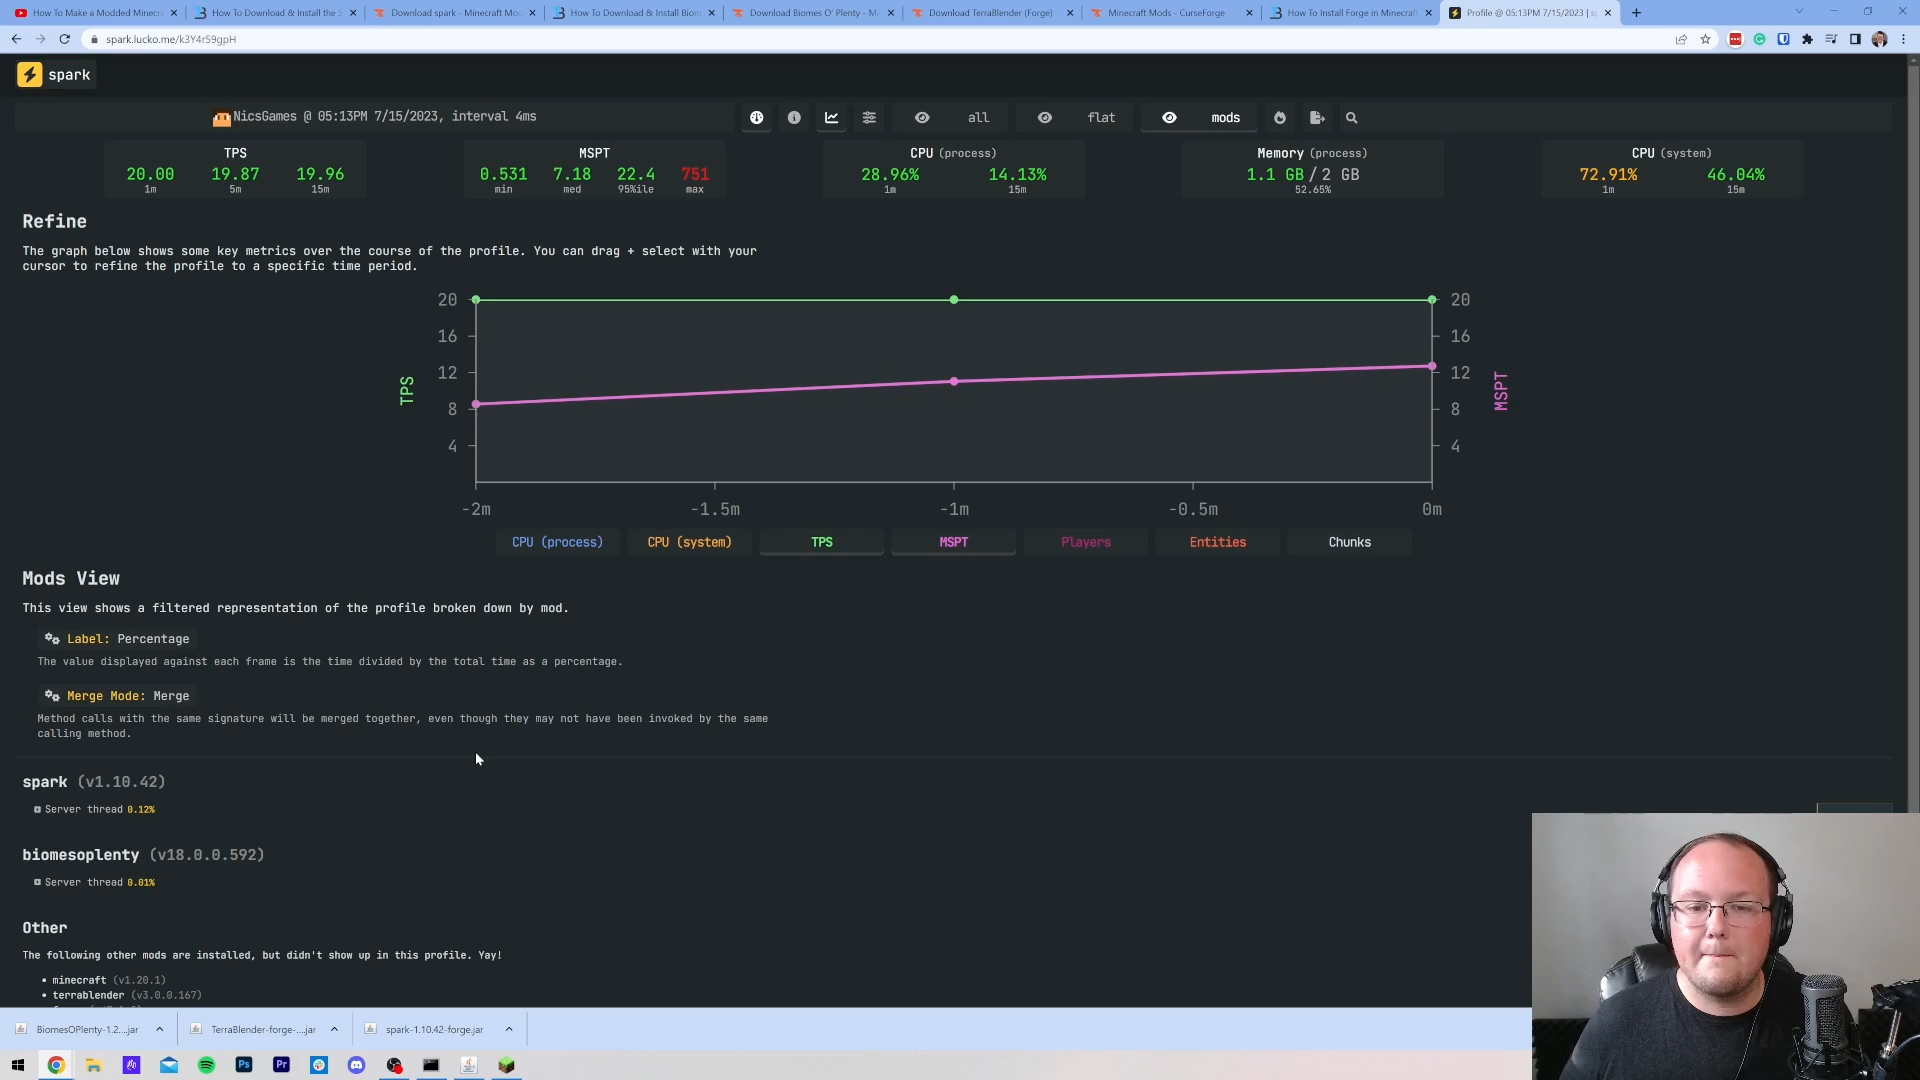 How To Make a Modded Minecr
How To Download & Install the S
Download spark - Minecraft Mod
How To Download & Install Biom
Download Biomes O' Plenty - Mi
Download TerraBlender (Forge) -
Minecraft Mods - CurseForge
How To Install Forge in Minecraft
Profile @ 05:13PM 7/15/2023 | s
spark.lucko.me/k3Y4r59gpH
spark
NicsGames @ 05:13PM 7/15/2023, interval 4ms
all
flat
mods
TPS
20.00 19.87 19.96
1m 5m 15m
MSPT
0.531 7.18 22.4 751
min med 95%ile max
CPU (process)
28.96% 14.13%
1m 15m
Memory (process)
1.1 GB / 2 GB
52.65%
CPU (system)
72.91% 46.04%
1m 15m
Refine
The graph below shows some key metrics over the course of the profile. You can drag + select with your
cursor to refine the profile to a specific time period.
20 20
16 16
12 12
8 8
4 4
TPS
MSPT
-2m -1.5m -1m -0.5m 0m
CPU (process) CPU (system) TPS MSPT Players Entities Chunks
Mods View
This view shows a filtered representation of the profile broken down by mod.
Label: Percentage
The value displayed against each frame is the time divided by the total time as a percentage.
Merge Mode: Merge
Method calls with the same signature will be merged together, even though they may not have been invoked by the same
calling method.
spark (v1.10.42)
Server thread 0.12%
biomesoplenty (v18.0.0.592)
Server thread 0.01%
Other
The following other mods are installed, but didn't show up in this profile. Yay!
• minecraft (v1.20.1)
• terrablender (v3.0.0.167)
BiomesOPlenty-1.2....jar
TerraBlender-forge-....jar
spark-1.10.42-forge.jar
Ps
Pr